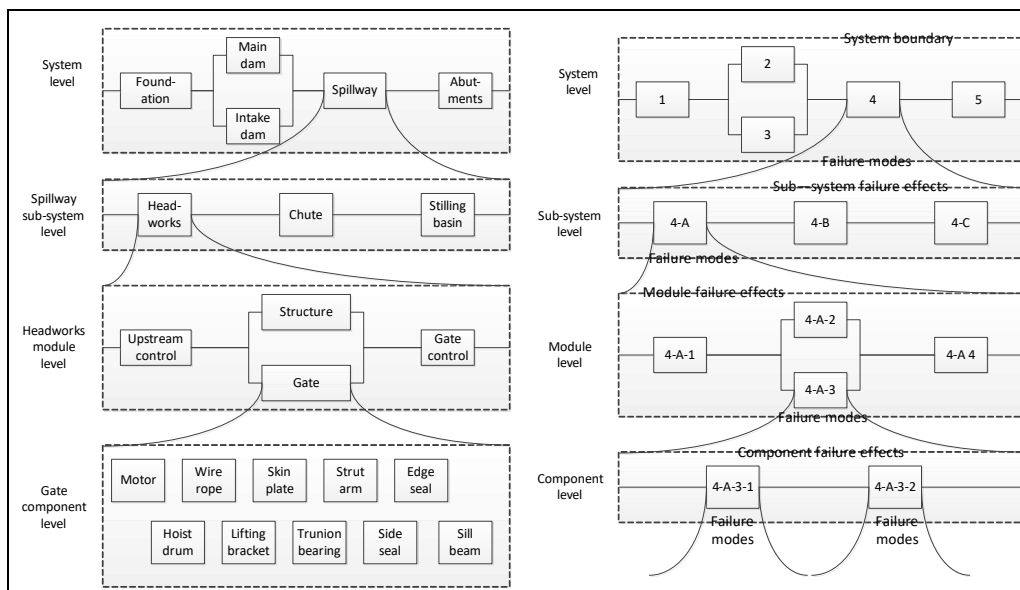 System
level
Found-
ation
Main
dam
Intake
dam
Spillway
Abut-
ments
Spillway
sub-system
level
Head-
works
Chute
Stilling
basin
Headworks
module
level
Upstream
control
Structure
Gate
Gate
control
Gate
component
level
Motor
Wire
rope
Skin
plate
Strut
arm
Edge
seal
Hoist
drum
Lifting
bracket
Trunion
bearing
Side
seal
Sill
beam
System boundary
System
level
1
2
3
4
5
Failure modes
Sub—system failure effects
Sub-system
level
4-A
4-B
4-C
Failure modes
Module failure effects
Module
level
4-A-1
4-A-2
4-A-3
4-A 4
Failure modes
Component failure effects
Component
level
4-A-3-1
4-A-3-2
Failure
modes
Failure
modes